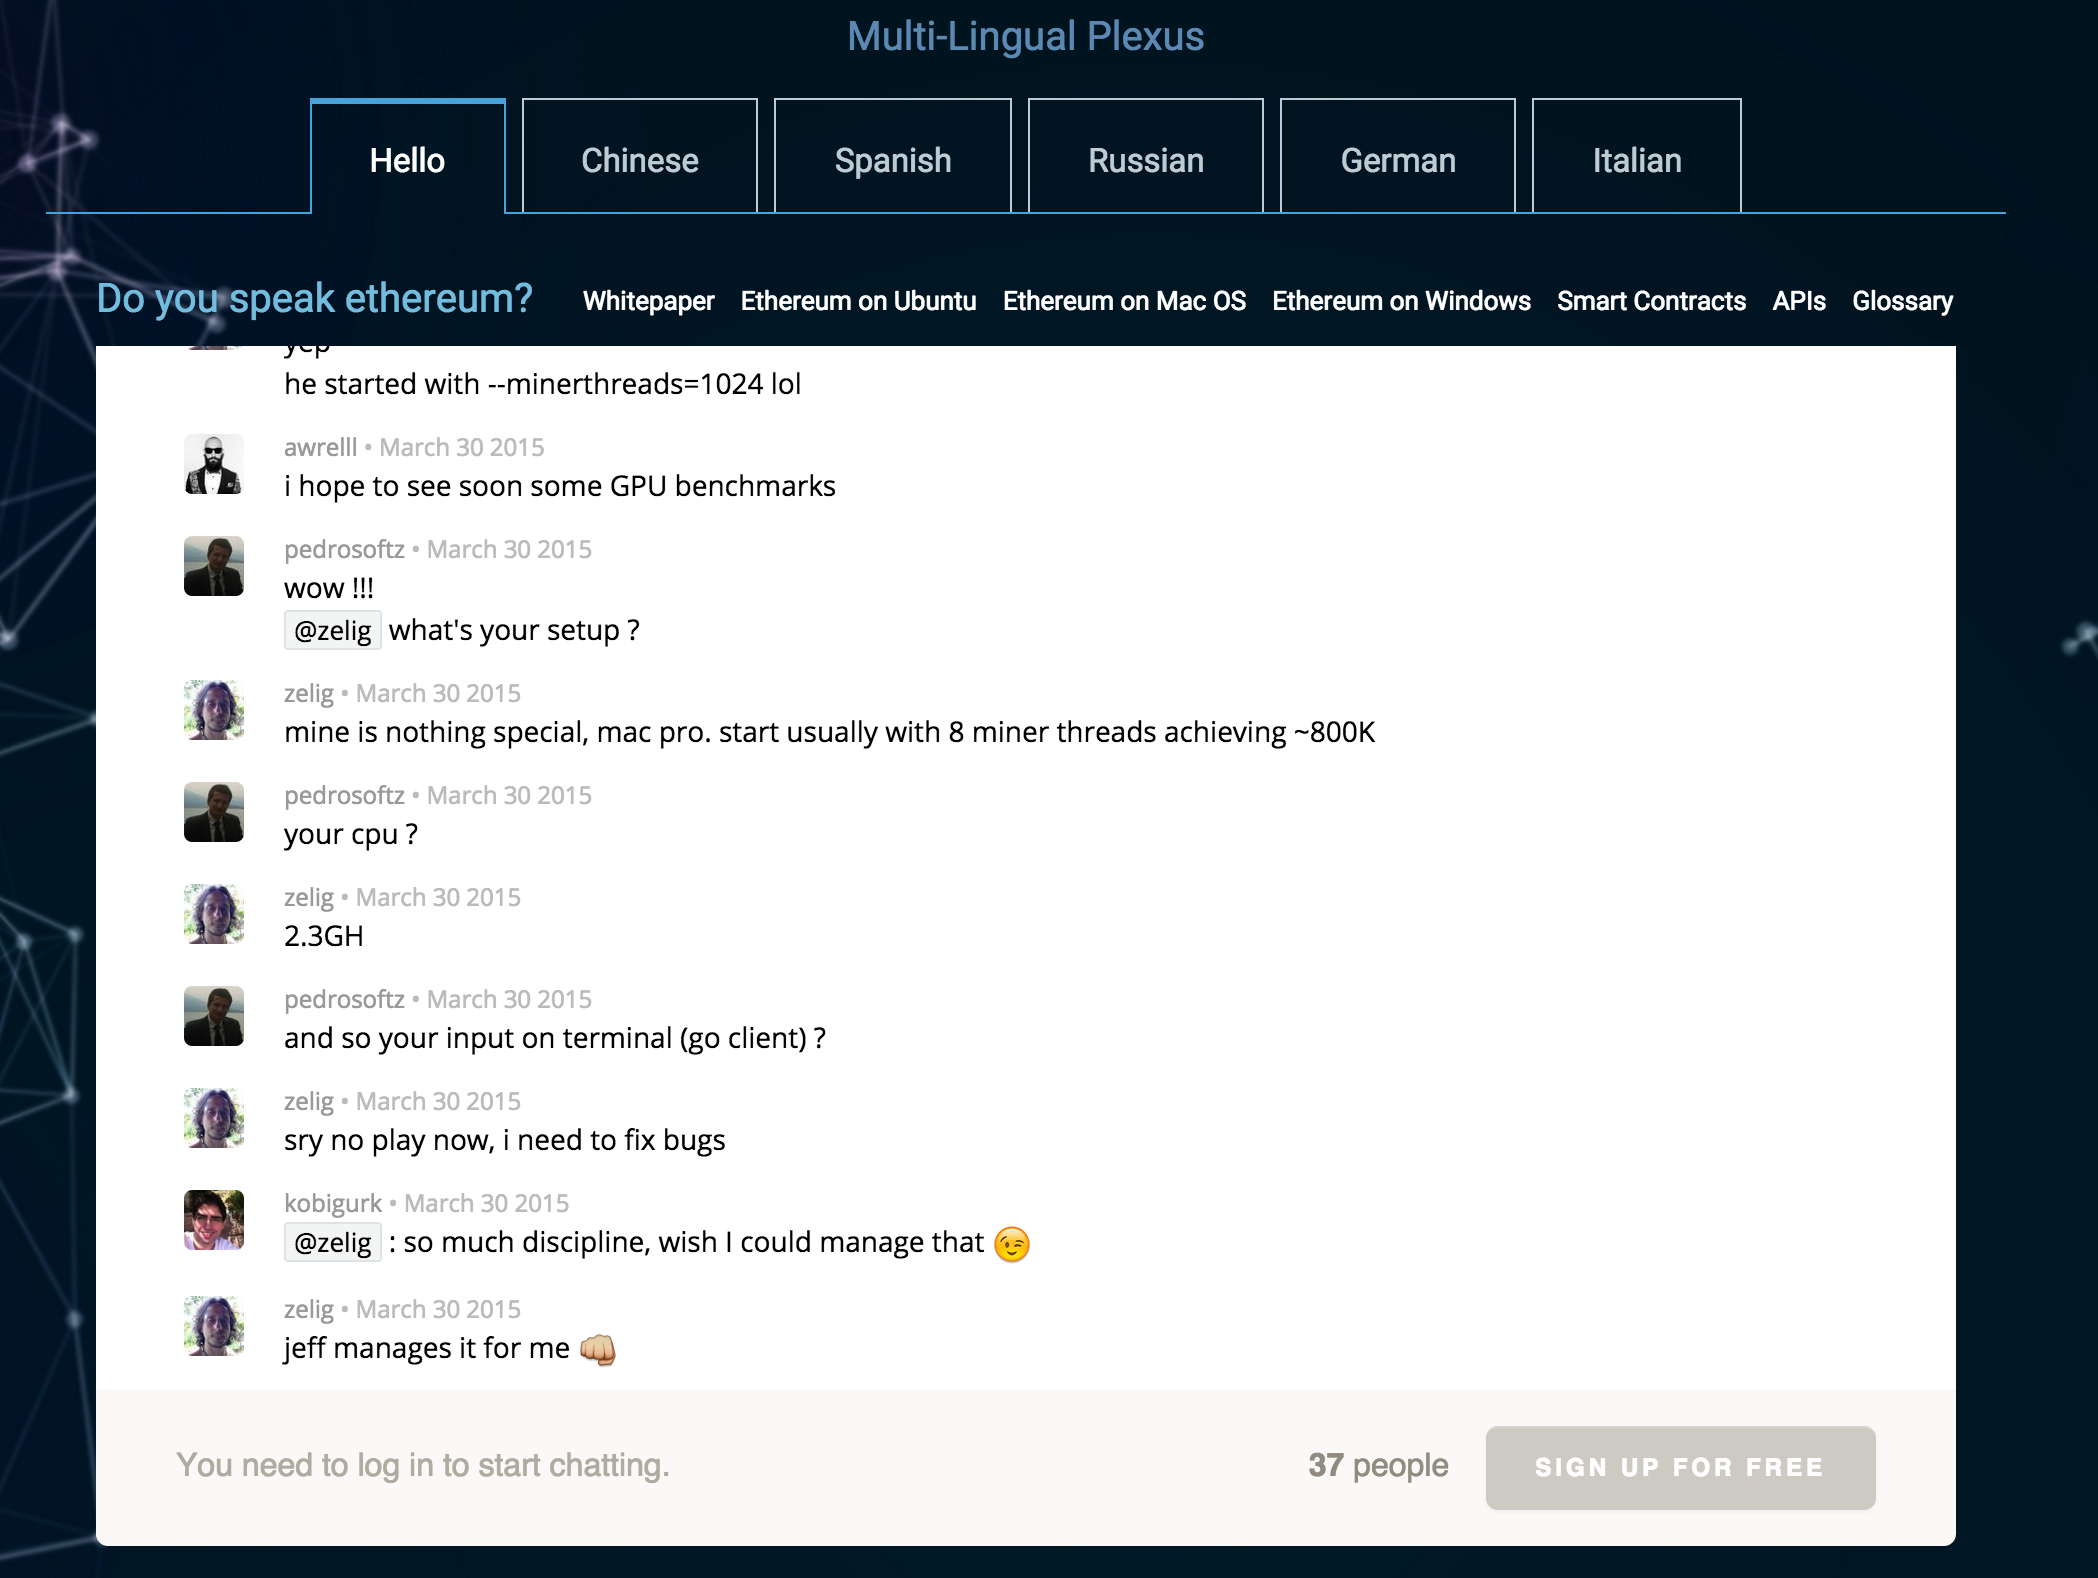 Multi-Lingual Plexus
Hello Chinese Spanish Russian German Italian
Do you speak ethereum? Whitepaper Ethereum on Ubuntu Ethereum on Mac OS Ethereum on Windows Smart Contracts APIs Glossary
yep
he started with --minerthreads=1024 lol
awrelll • March 30 2015
i hope to see soon some GPU benchmarks
pedrosoftz • March 30 2015
wow !!!
@zelig what's your setup ?
zelig • March 30 2015
mine is nothing special, mac pro. start usually with 8 miner threads achieving ~800K
pedrosoftz • March 30 2015
your cpu ?
zelig • March 30 2015
2.3GH
pedrosoftz • March 30 2015
and so your input on terminal (go client) ?
zelig • March 30 2015
sry no play now, i need to fix bugs
kobigurk • March 30 2015
@zelig : so much discipline, wish I could manage that 😉
zelig • March 30 2015
jeff manages it for me 👊
You need to log in to start chatting. 37 people SIGN UP FOR FREE